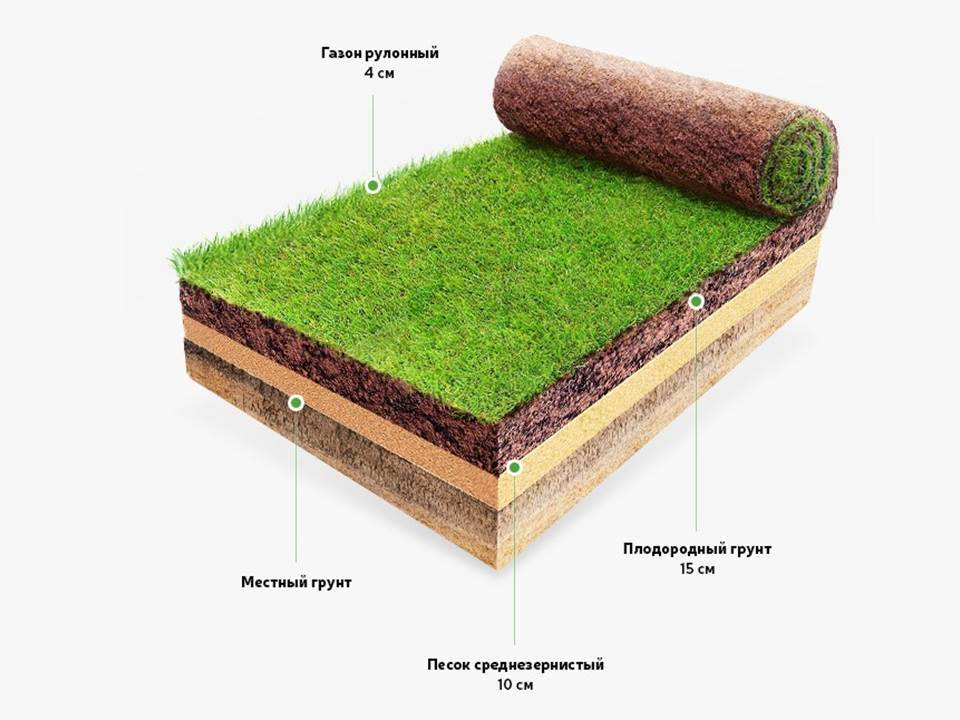 Газон рулонный
4 см
Плодородный грунт
15 см
Местный грунт
Песок среднезернистый
10 см